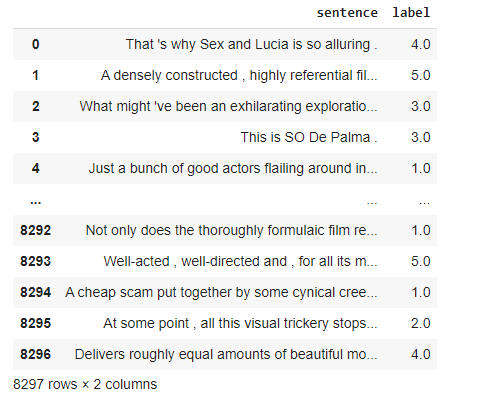 sentence label
0 That 's why Sex and Lucia is so alluring . 4.0
1 A densely constructed , highly referential fil... 5.0
2 What might 've been an exhilarating exploratio... 3.0
3 This is SO De Palma . 3.0
4 Just a bunch of good actors flailing around in... 1.0
... ... ...
8292 Not only does the thoroughly formulaic film re... 1.0
8293 Well-acted , well-directed and , for all its m... 5.0
8294 A cheap scam put together by some cynical cree... 1.0
8295 At some point , all this visual trickery stops... 2.0
8296 Delivers roughly equal amounts of beautiful mo... 4.0
8297 rows × 2 columns